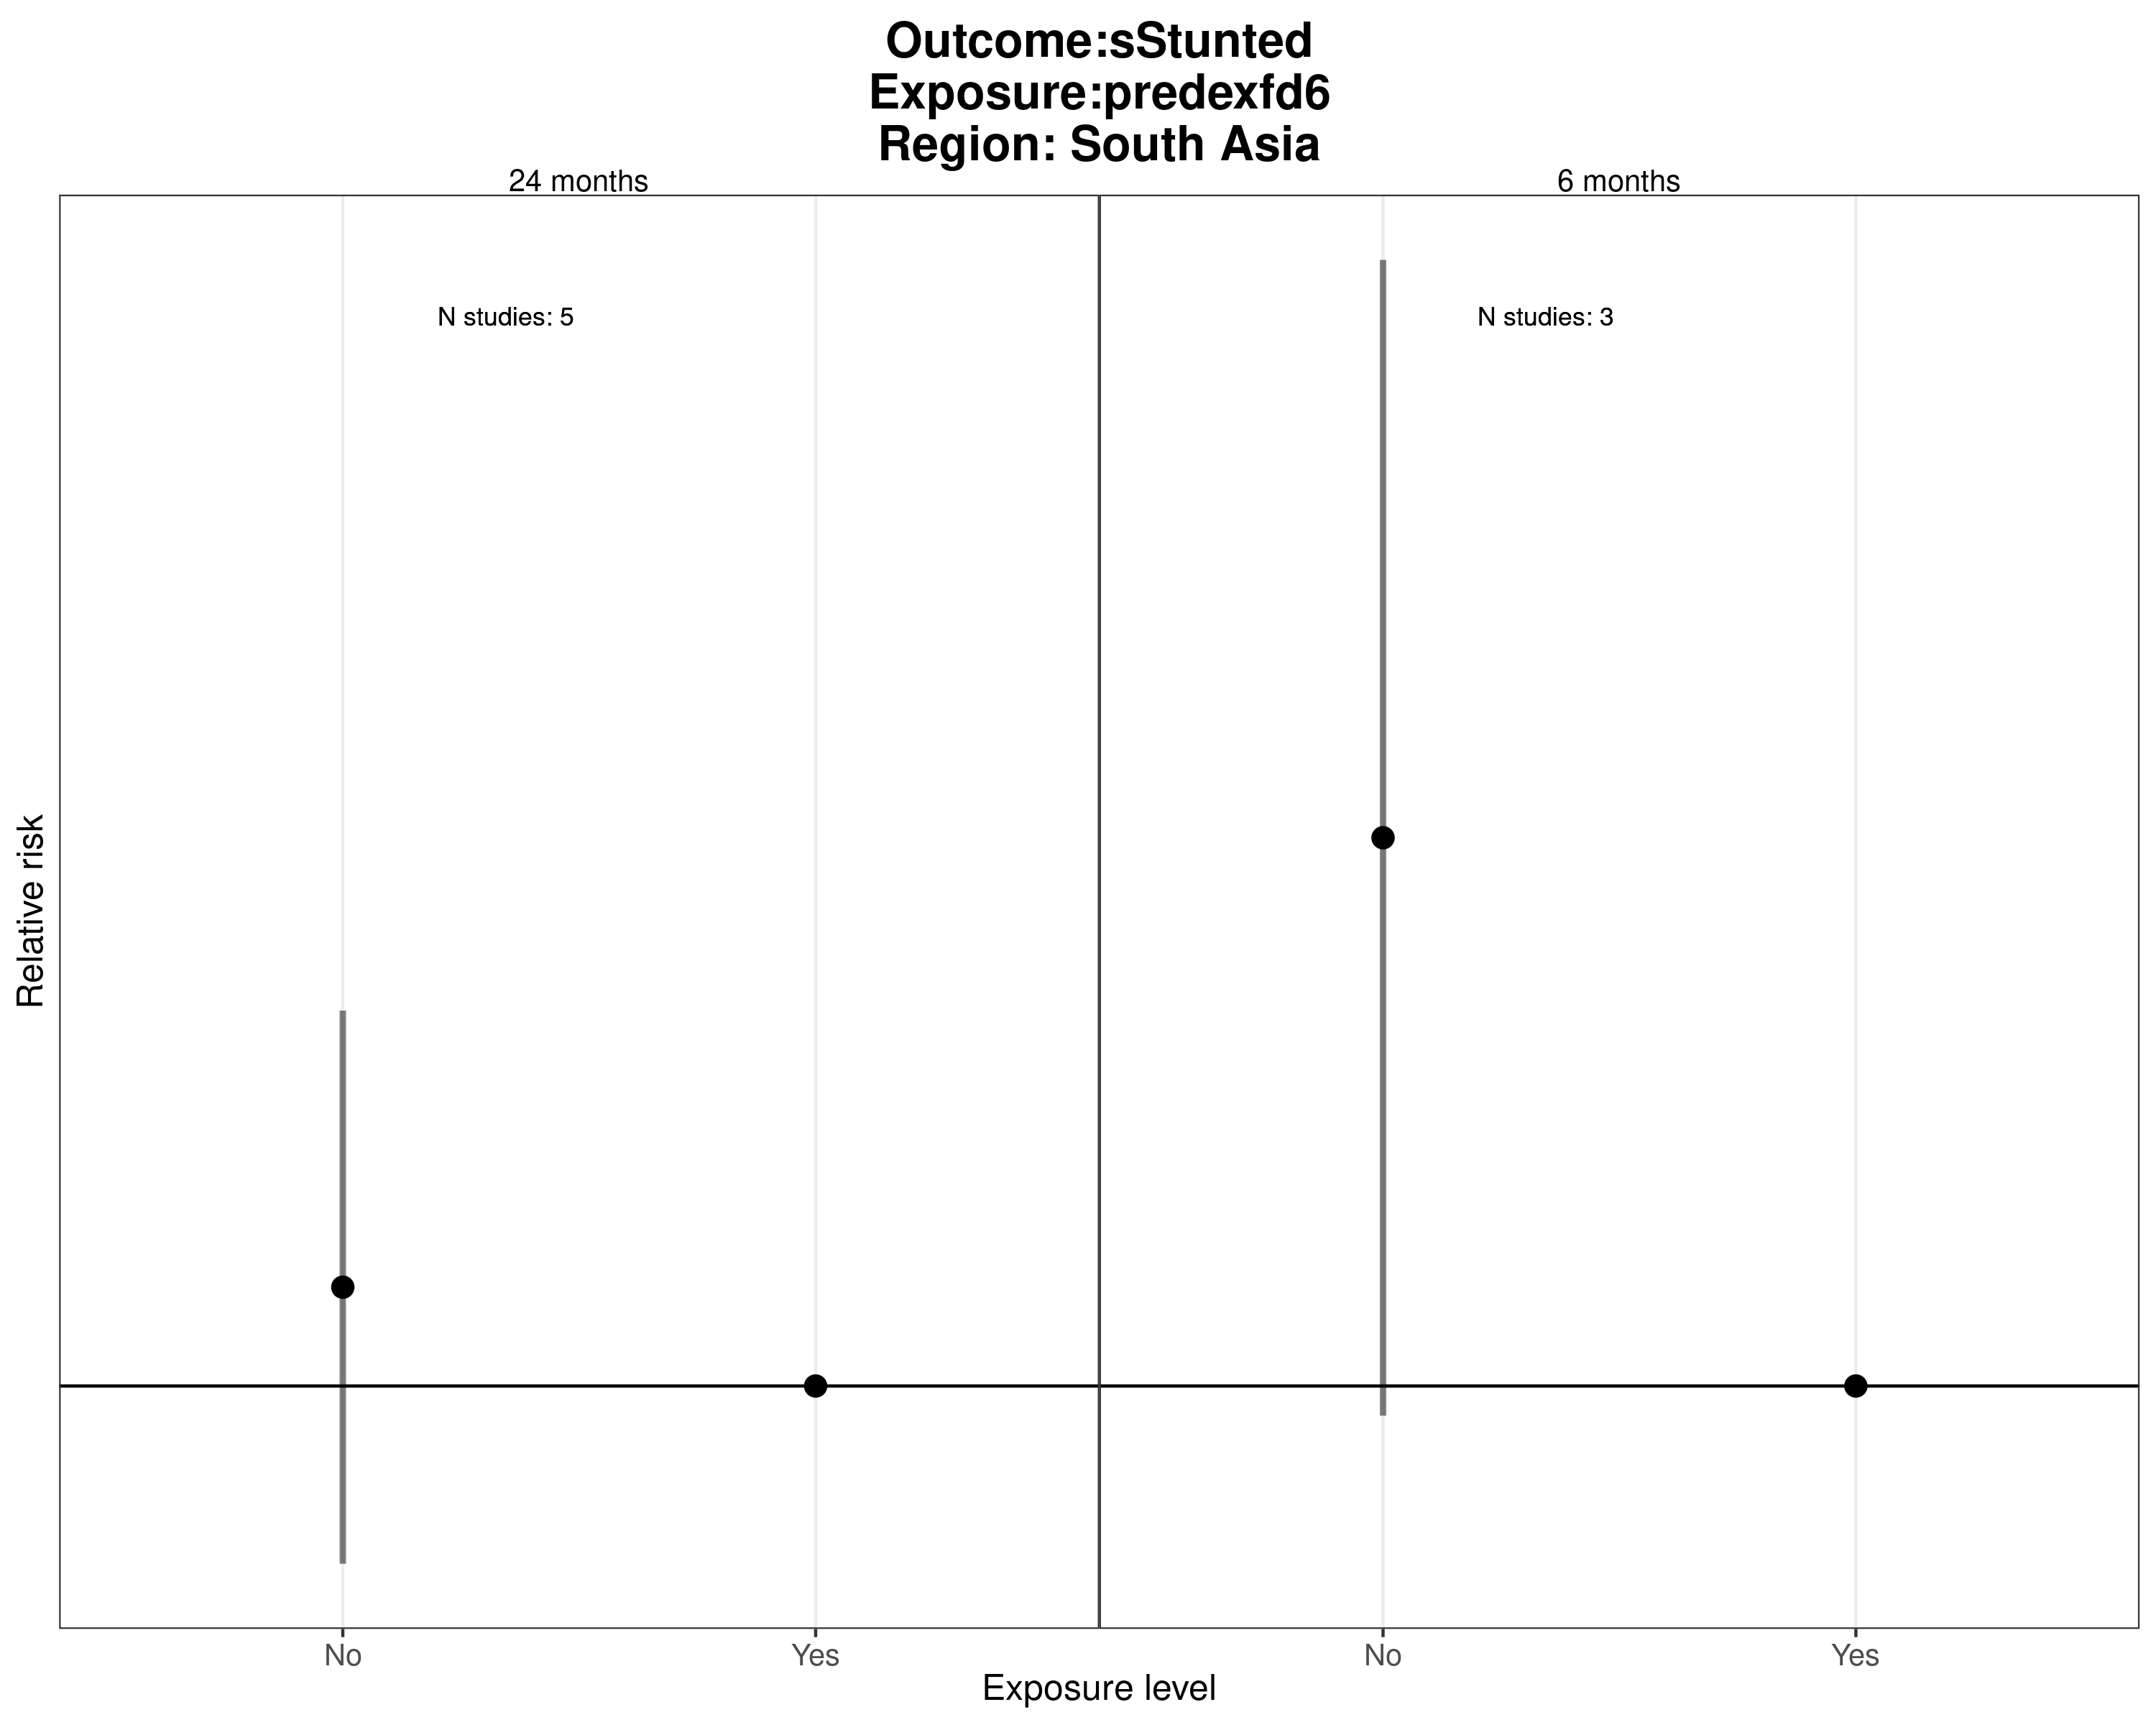 Outcome:sStunted
Exposure:predexfd6
Region: South Asia
24 months
6 months
N studies: 5
N studies: 3
Relative risk
No
Yes
No
Yes
Exposure level